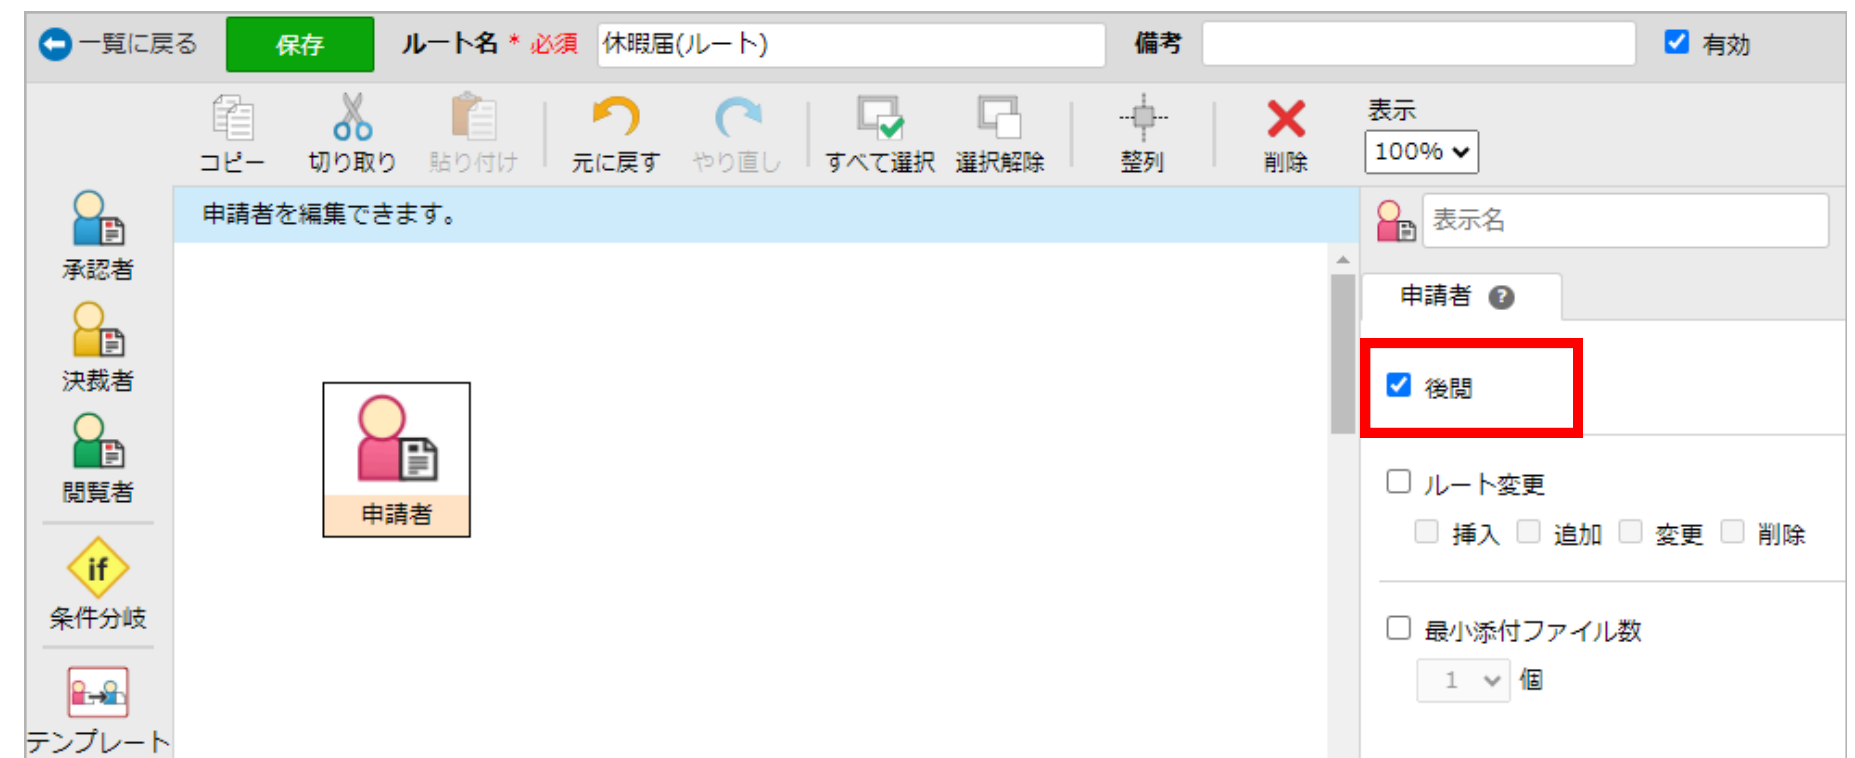 一覧に戻る 保存 ルート名 * 必須 休暇届(ルート) 備考 有効
コピー 切り取り 貼り付け 元に戻す やり直し すべて選択 選択解除 整列 削除 表示
100%
申請者を編集できます。
表示名
承認者
決裁者
閲覧者
if
条件分岐
テンプレート
申請者
申請者 ?
後閲
ルート変更
挿入 追加 変更 削除
最小添付ファイル数
1 個